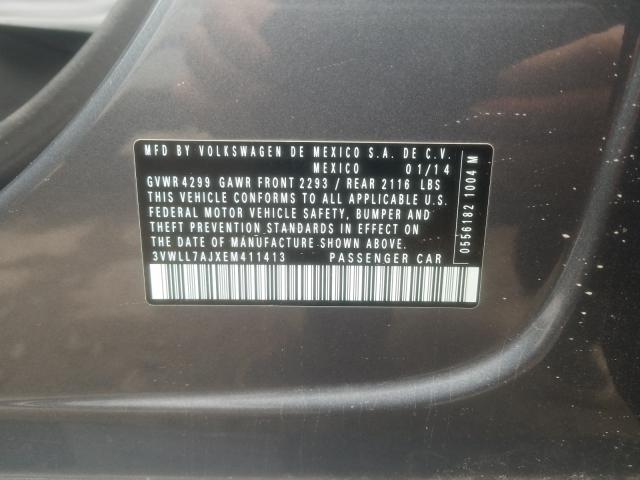 MFD BY VOLKSWAGEN DE MEXICO S.A. DE C.V.
MEXICO 01/14
GVWR 4299 GAWR FRONT 2293 / REAR 2116 LBS
THIS VEHICLE CONFORMS TO ALL APPLICABLE U.S.
FEDERAL MOTOR VEHICLE SAFETY, BUMPER AND
THEFT PREVENTION STANDARDS IN EFFECT ON
THE DATE OF MANUFACTURE SHOWN ABOVE.
3VWLL7AJXEM411413 PASSENGER CAR
0556182 1004 M